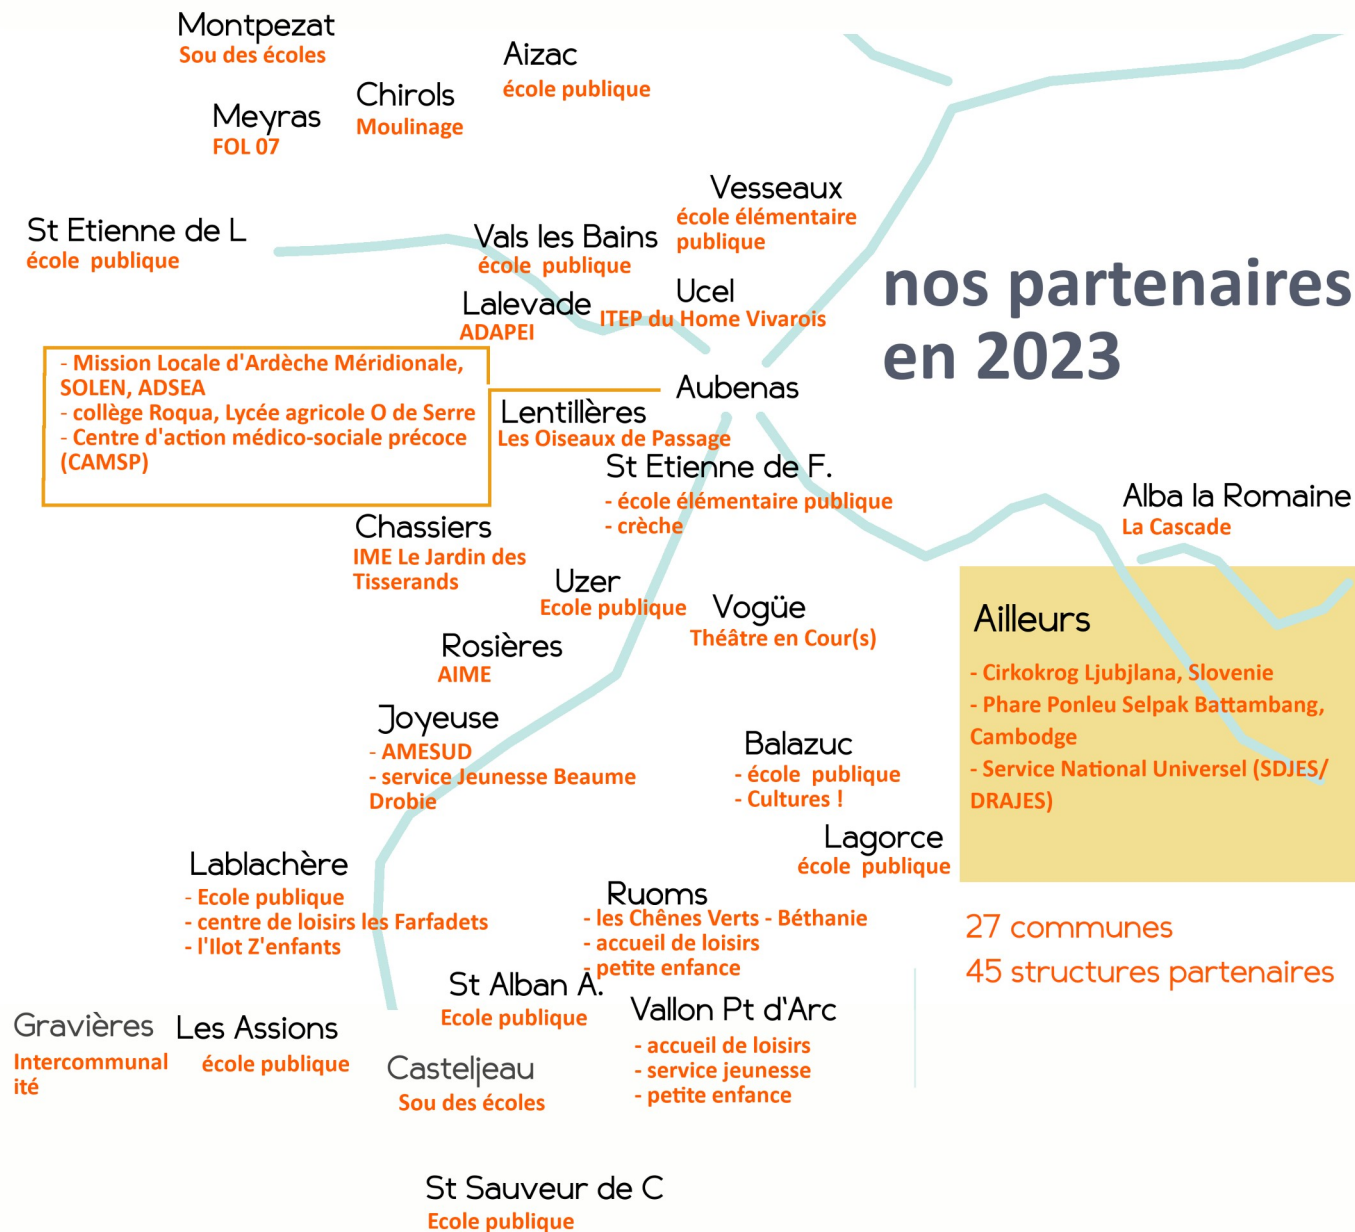 Montpezat
Sou des écoles
Aizac
école publique
Chirols
Moulinage
Meyras
FOL 07
Vesseaux
école élémentaire
publique
St Etienne de L
école  publique
Vals les Bains
école  publique
nos partenaires
en 2023
Ucel
ITEP du Home Vivarois
Lalevade
ADAPEI
- Mission Locale d'Ardèche Méridionale,
SOLEN, ADSEA
- collège Roqua, Lycée agricole O de Serre
- Centre d'action médico-sociale précoce
(CAMSP)
Aubenas
Lentillères
Les Oiseaux de Passage
St Etienne de F.
- école élémentaire publique
- crèche
Alba la Romaine
La Cascade
Chassiers
IME Le Jardin des
Tisserands
Uzer
Ecole publique
Vogüe
Théâtre en Cour(s)
Ailleurs
- Cirkokrog Ljubjlana, Slovenie
- Phare Ponleu Selpak Battambang,
Cambodge
- Service National Universel (SDJES/
DRAJES)
Rosières
AIME
Joyeuse
- AMESUD
- service Jeunesse Beaume
Drobie
Balazuc
- école  publique
- Cultures !
Lagorce
école  publique
Lablachère
- Ecole publique
- centre de loisirs les Farfadets
- l'Ilot Z'enfants
Ruoms
- les Chênes Verts - Béthanie
- accueil de loisirs
- petite enfance
27 communes
45 structures partenaires
St Alban A.
Ecole publique
Vallon Pt d'Arc
- accueil de loisirs
- service jeunesse
- petite enfance
Gravières
Intercommunal
ité
Les Assions
école publique
Casteljeau
Sou des écoles
St Sauveur de C
Ecole publique